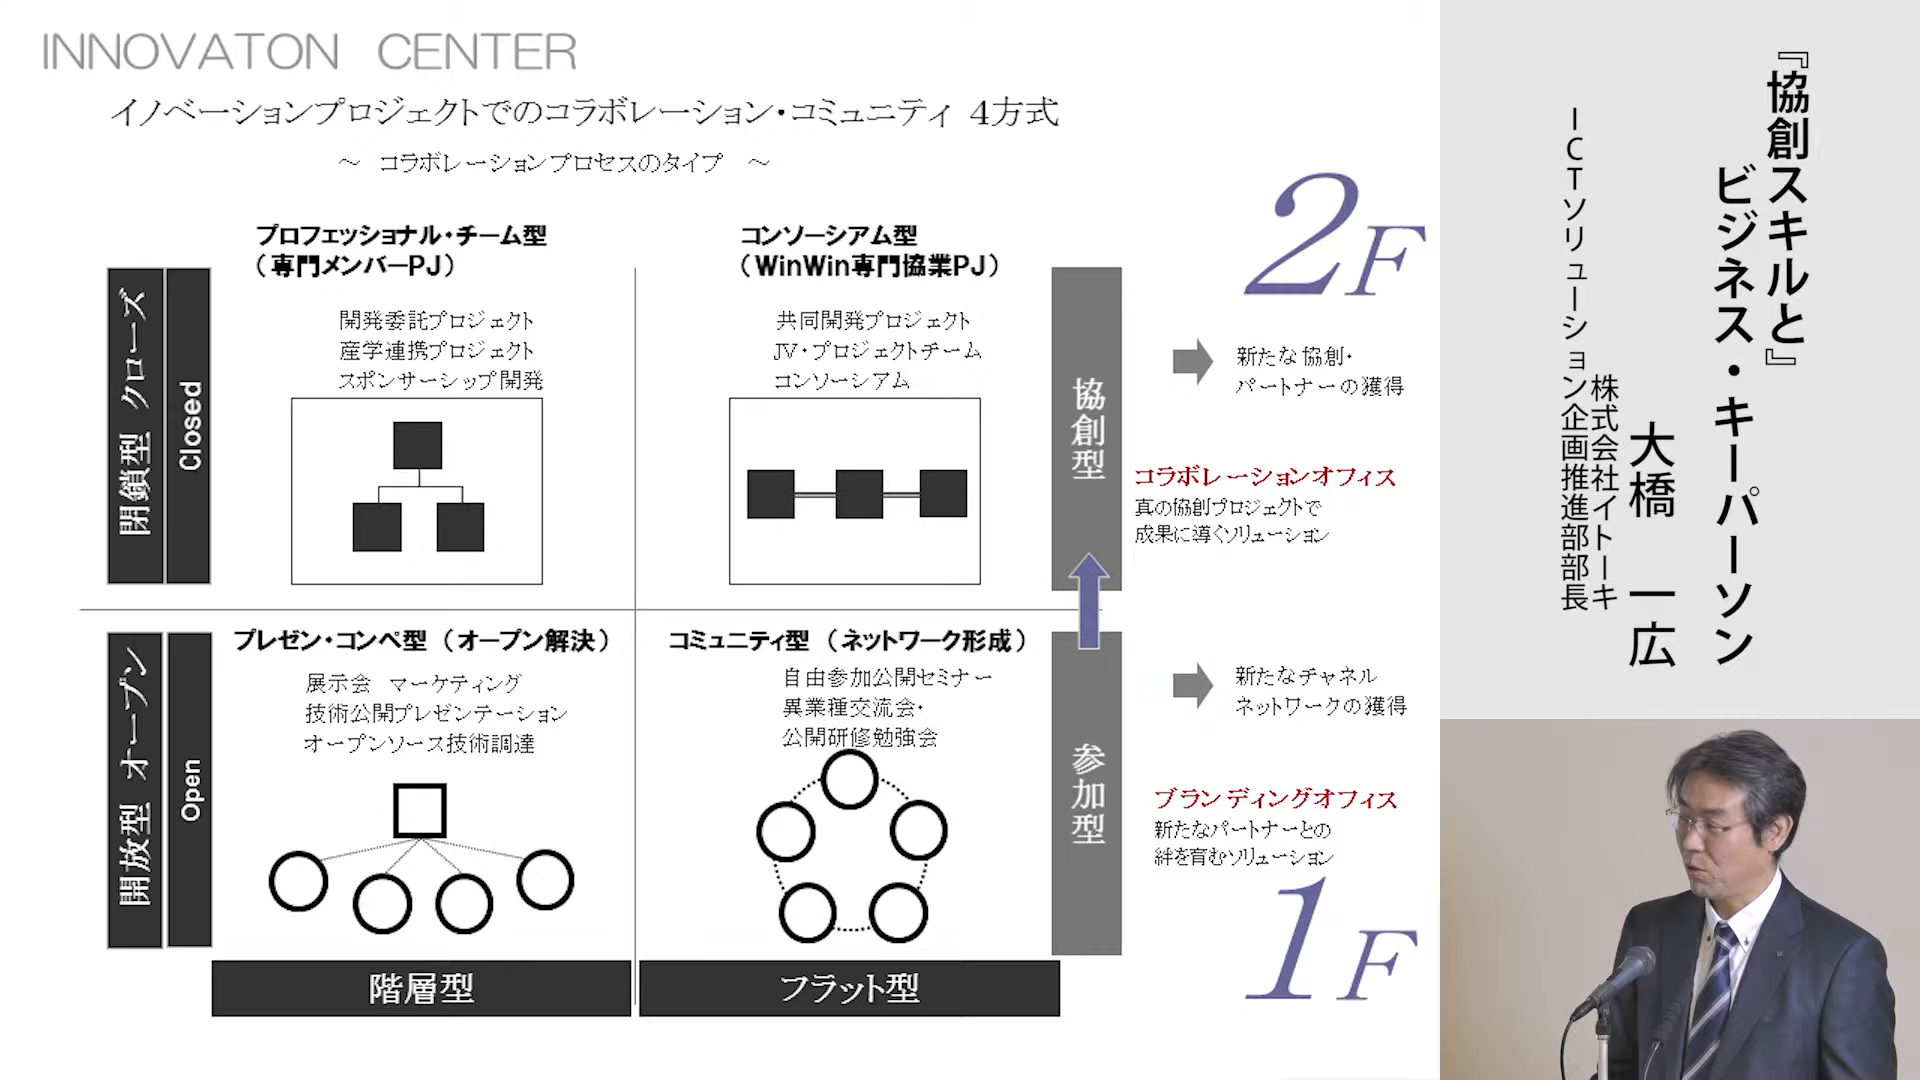 INNOVATON CENTER
イノベーションプロジェクトでのコラボレーション・コミュニティ 4方式
～ コラボレーションプロセスのタイプ ～
プロフェッショナル・チーム型
（専門メンバーPJ）
開発委託プロジェクト
産学連携プロジェクト
スポンサーシップ開発
コンソーシアム型
（WinWin専門協業PJ）
共同開発プロジェクト
JV・プロジェクトチーム
コンソーシアム
閉鎖型 クローズ
Closed
協創型
2F
新たな協創・
パートナーの獲得
コラボレーションオフィス
真の協創プロジェクトで
成果に導くソリューション
プレゼン・コンペ型（オープン解決）
展示会 マーケティング
技術公開プレゼンテーション
オープンソース技術調達
コミュニティ型（ネットワーク形成）
自由参加公開セミナー
異業種交流会・
公開研修勉強会
開放型 オープン
Open
参加型
新たなチャネル
ネットワークの獲得
ブランディングオフィス
新たなパートナーとの
絆を育むソリューション
1F
階層型
フラット型
『協創スキルと』
ビジネス・キーパーソン
大橋 一広
株式会社イトーキ
ICTソリューション企画推進部部長